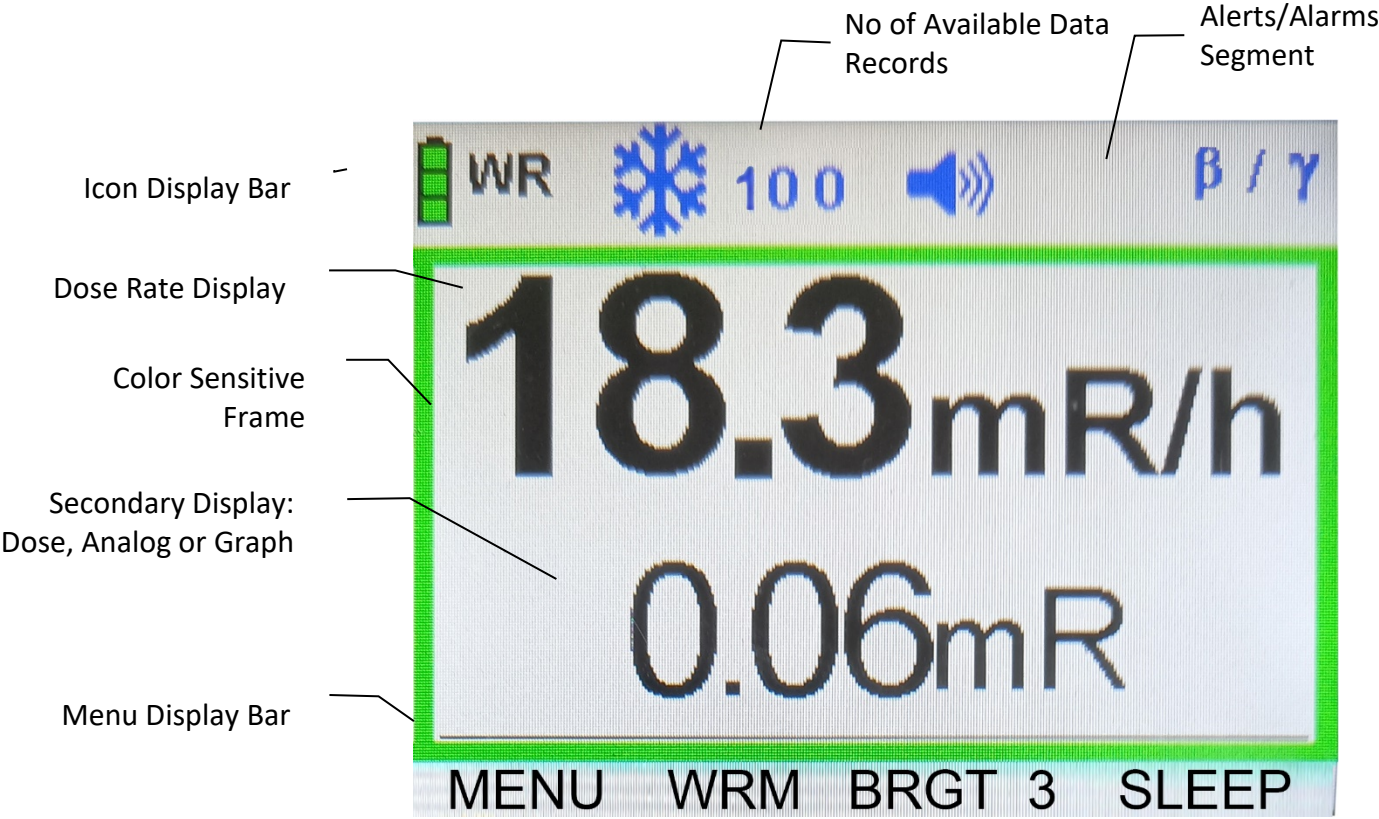 No of Available Data
Records
Alerts/Alarms
Segment
Icon Display Bar
WR
100
β / γ
Dose Rate Display
18.3mR/h
Color Sensitive
Frame
Secondary Display:
Dose, Analog or Graph
0.06mR
Menu Display Bar
MENU WRM BRGT 3 SLEEP